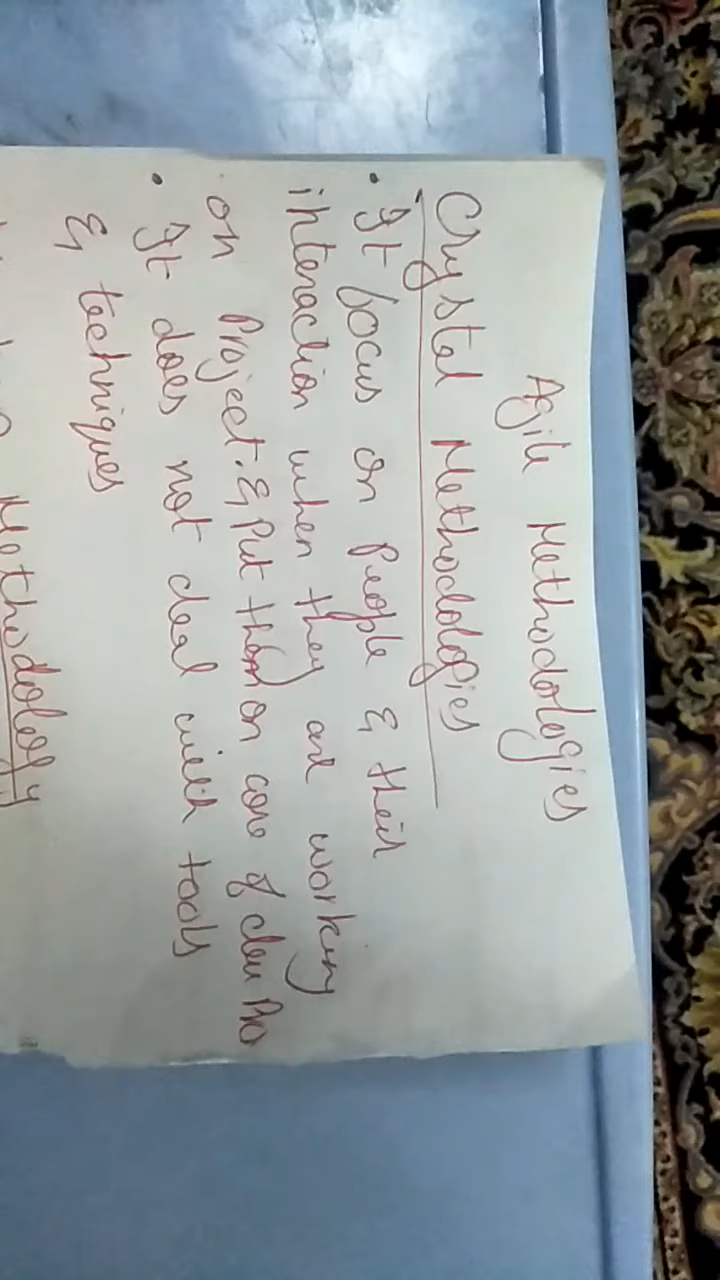 Agile Methodologies
Crystal Methodologies
• It focus on People & their
interaction when they are working
on Project. & Put them on core of dev Pro
• It does not deal with tools
& techniques
Methodology